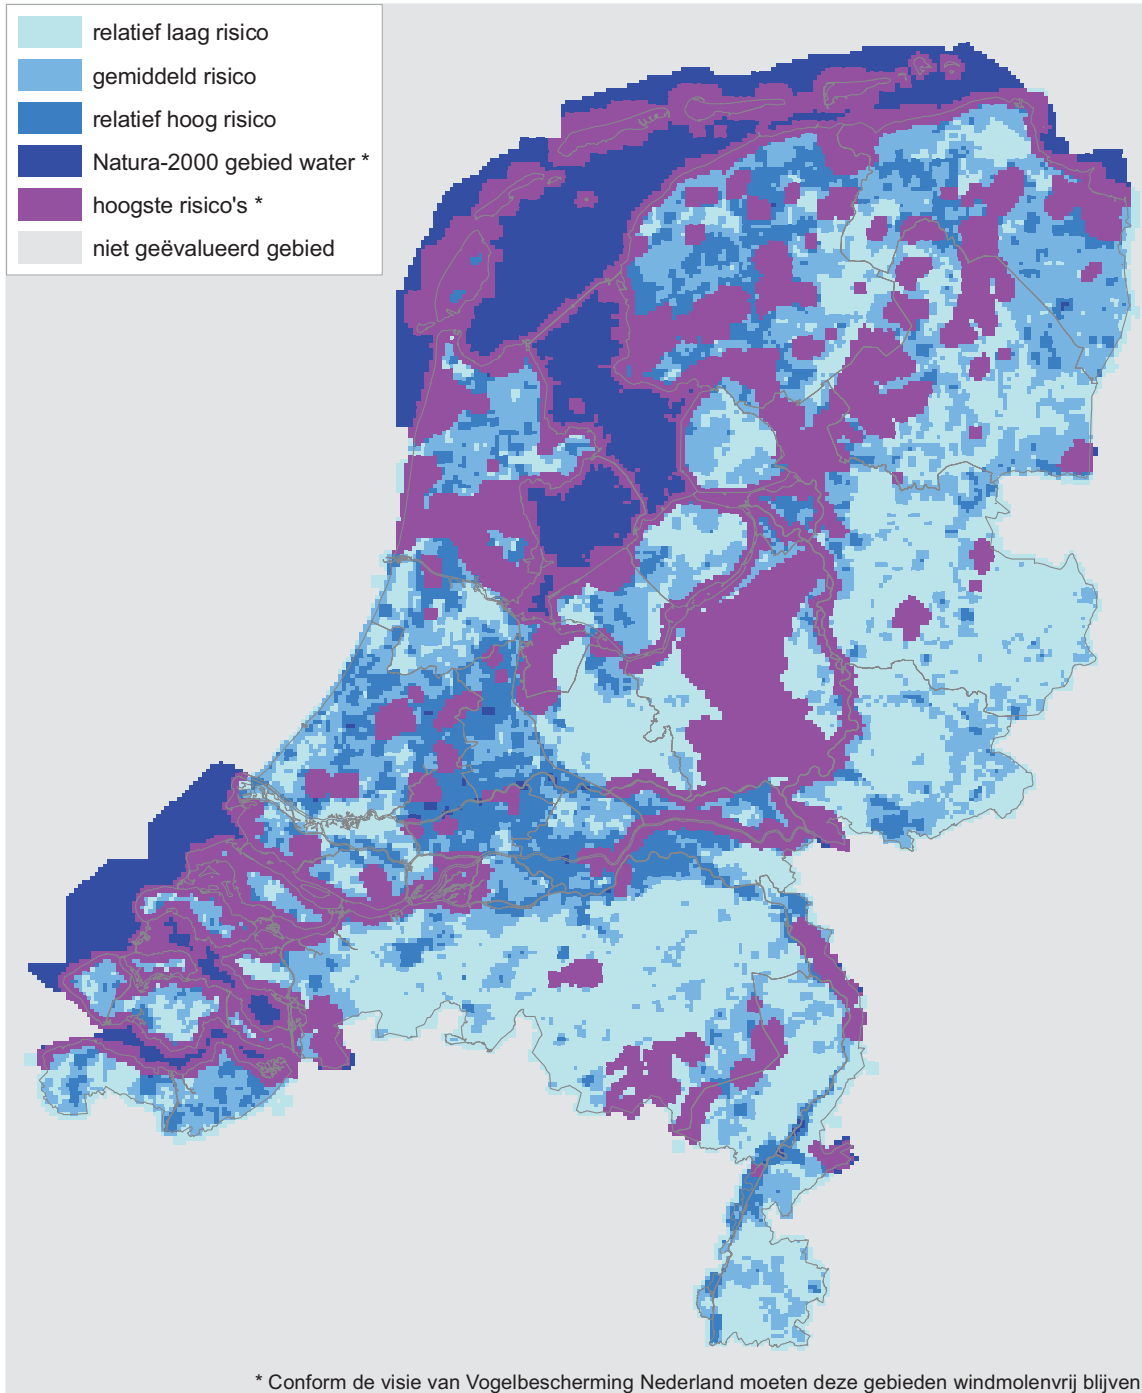 relatief laag risico
gemiddeld risico
relatief hoog risico
Natura-2000 gebied water *
hoogste risico's *
niet geëvalueerd gebied
* Conform de visie van Vogelbescherming Nederland moeten deze gebieden windmolenvrij blijven